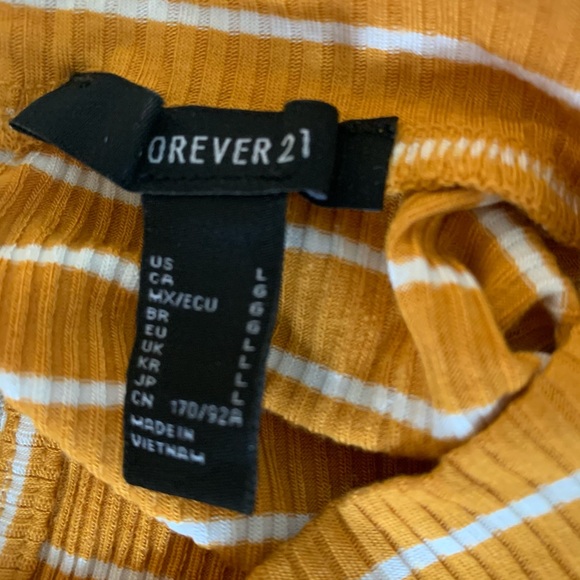 OREVER 21
US L
CA G
MX/ECU G
BR G
EU L
UK L
KR L
JP L
CN 170/92A
MADE IN
VIETNAM